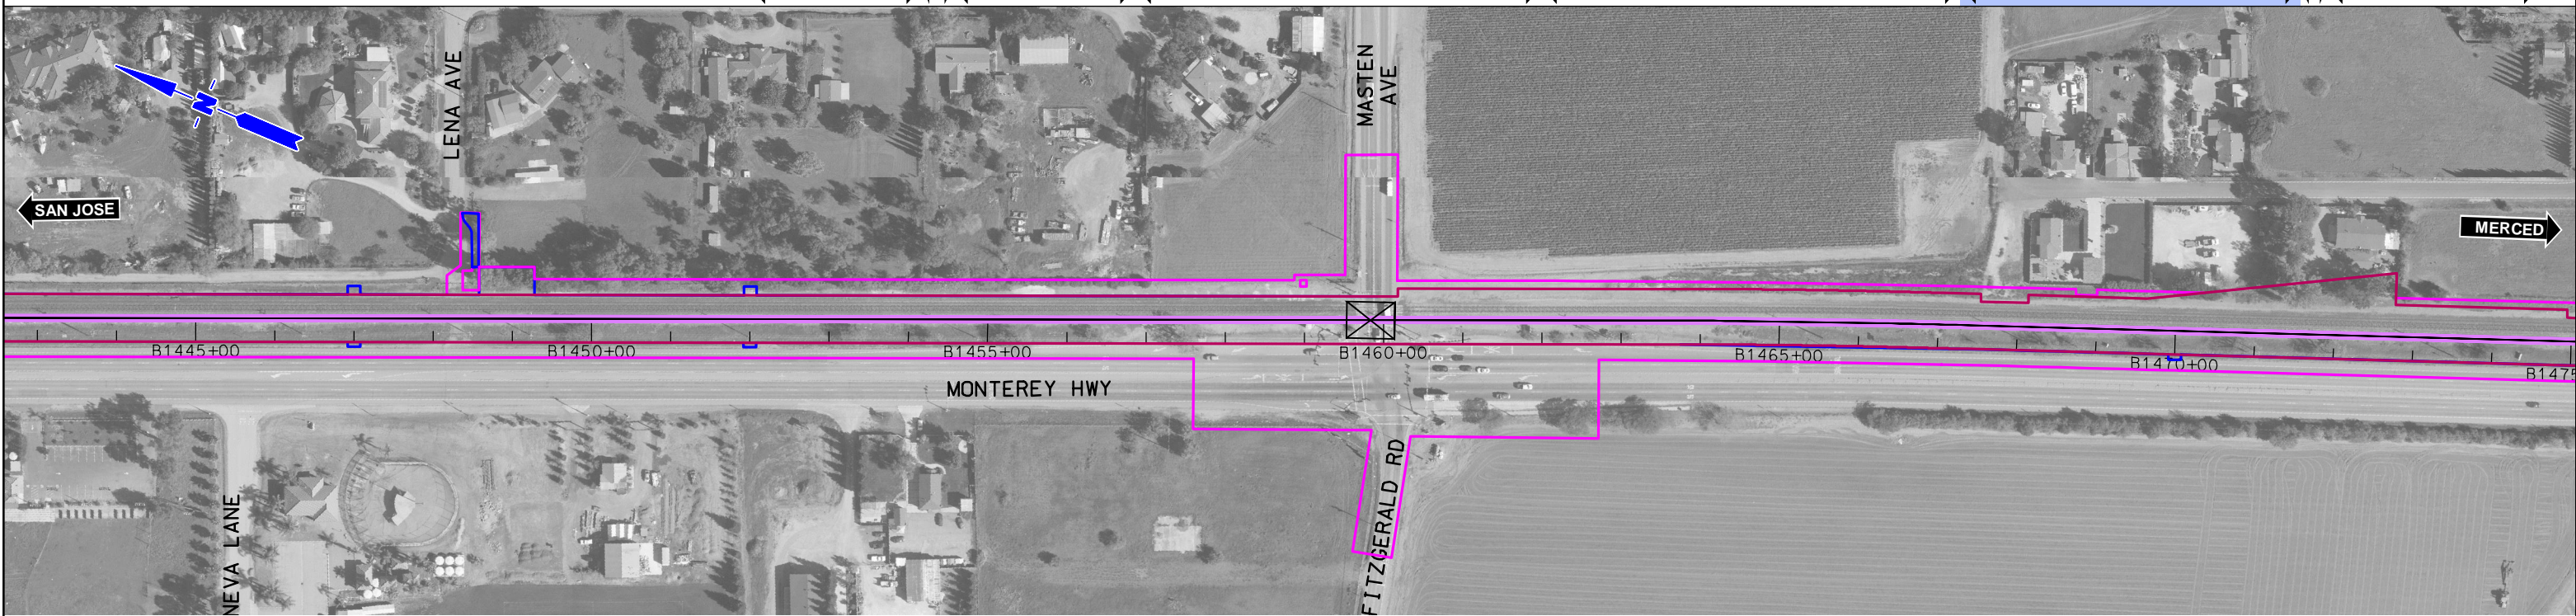 LENA AVE
MASTEN
AVE
N
SAN JOSE
MERCED
B1445+00
B1450+00
B1455+00
B1460+00
B1465+00
B1470+00
B1475
MONTEREY HWY
NEVA LANE
FITZGERALD RD